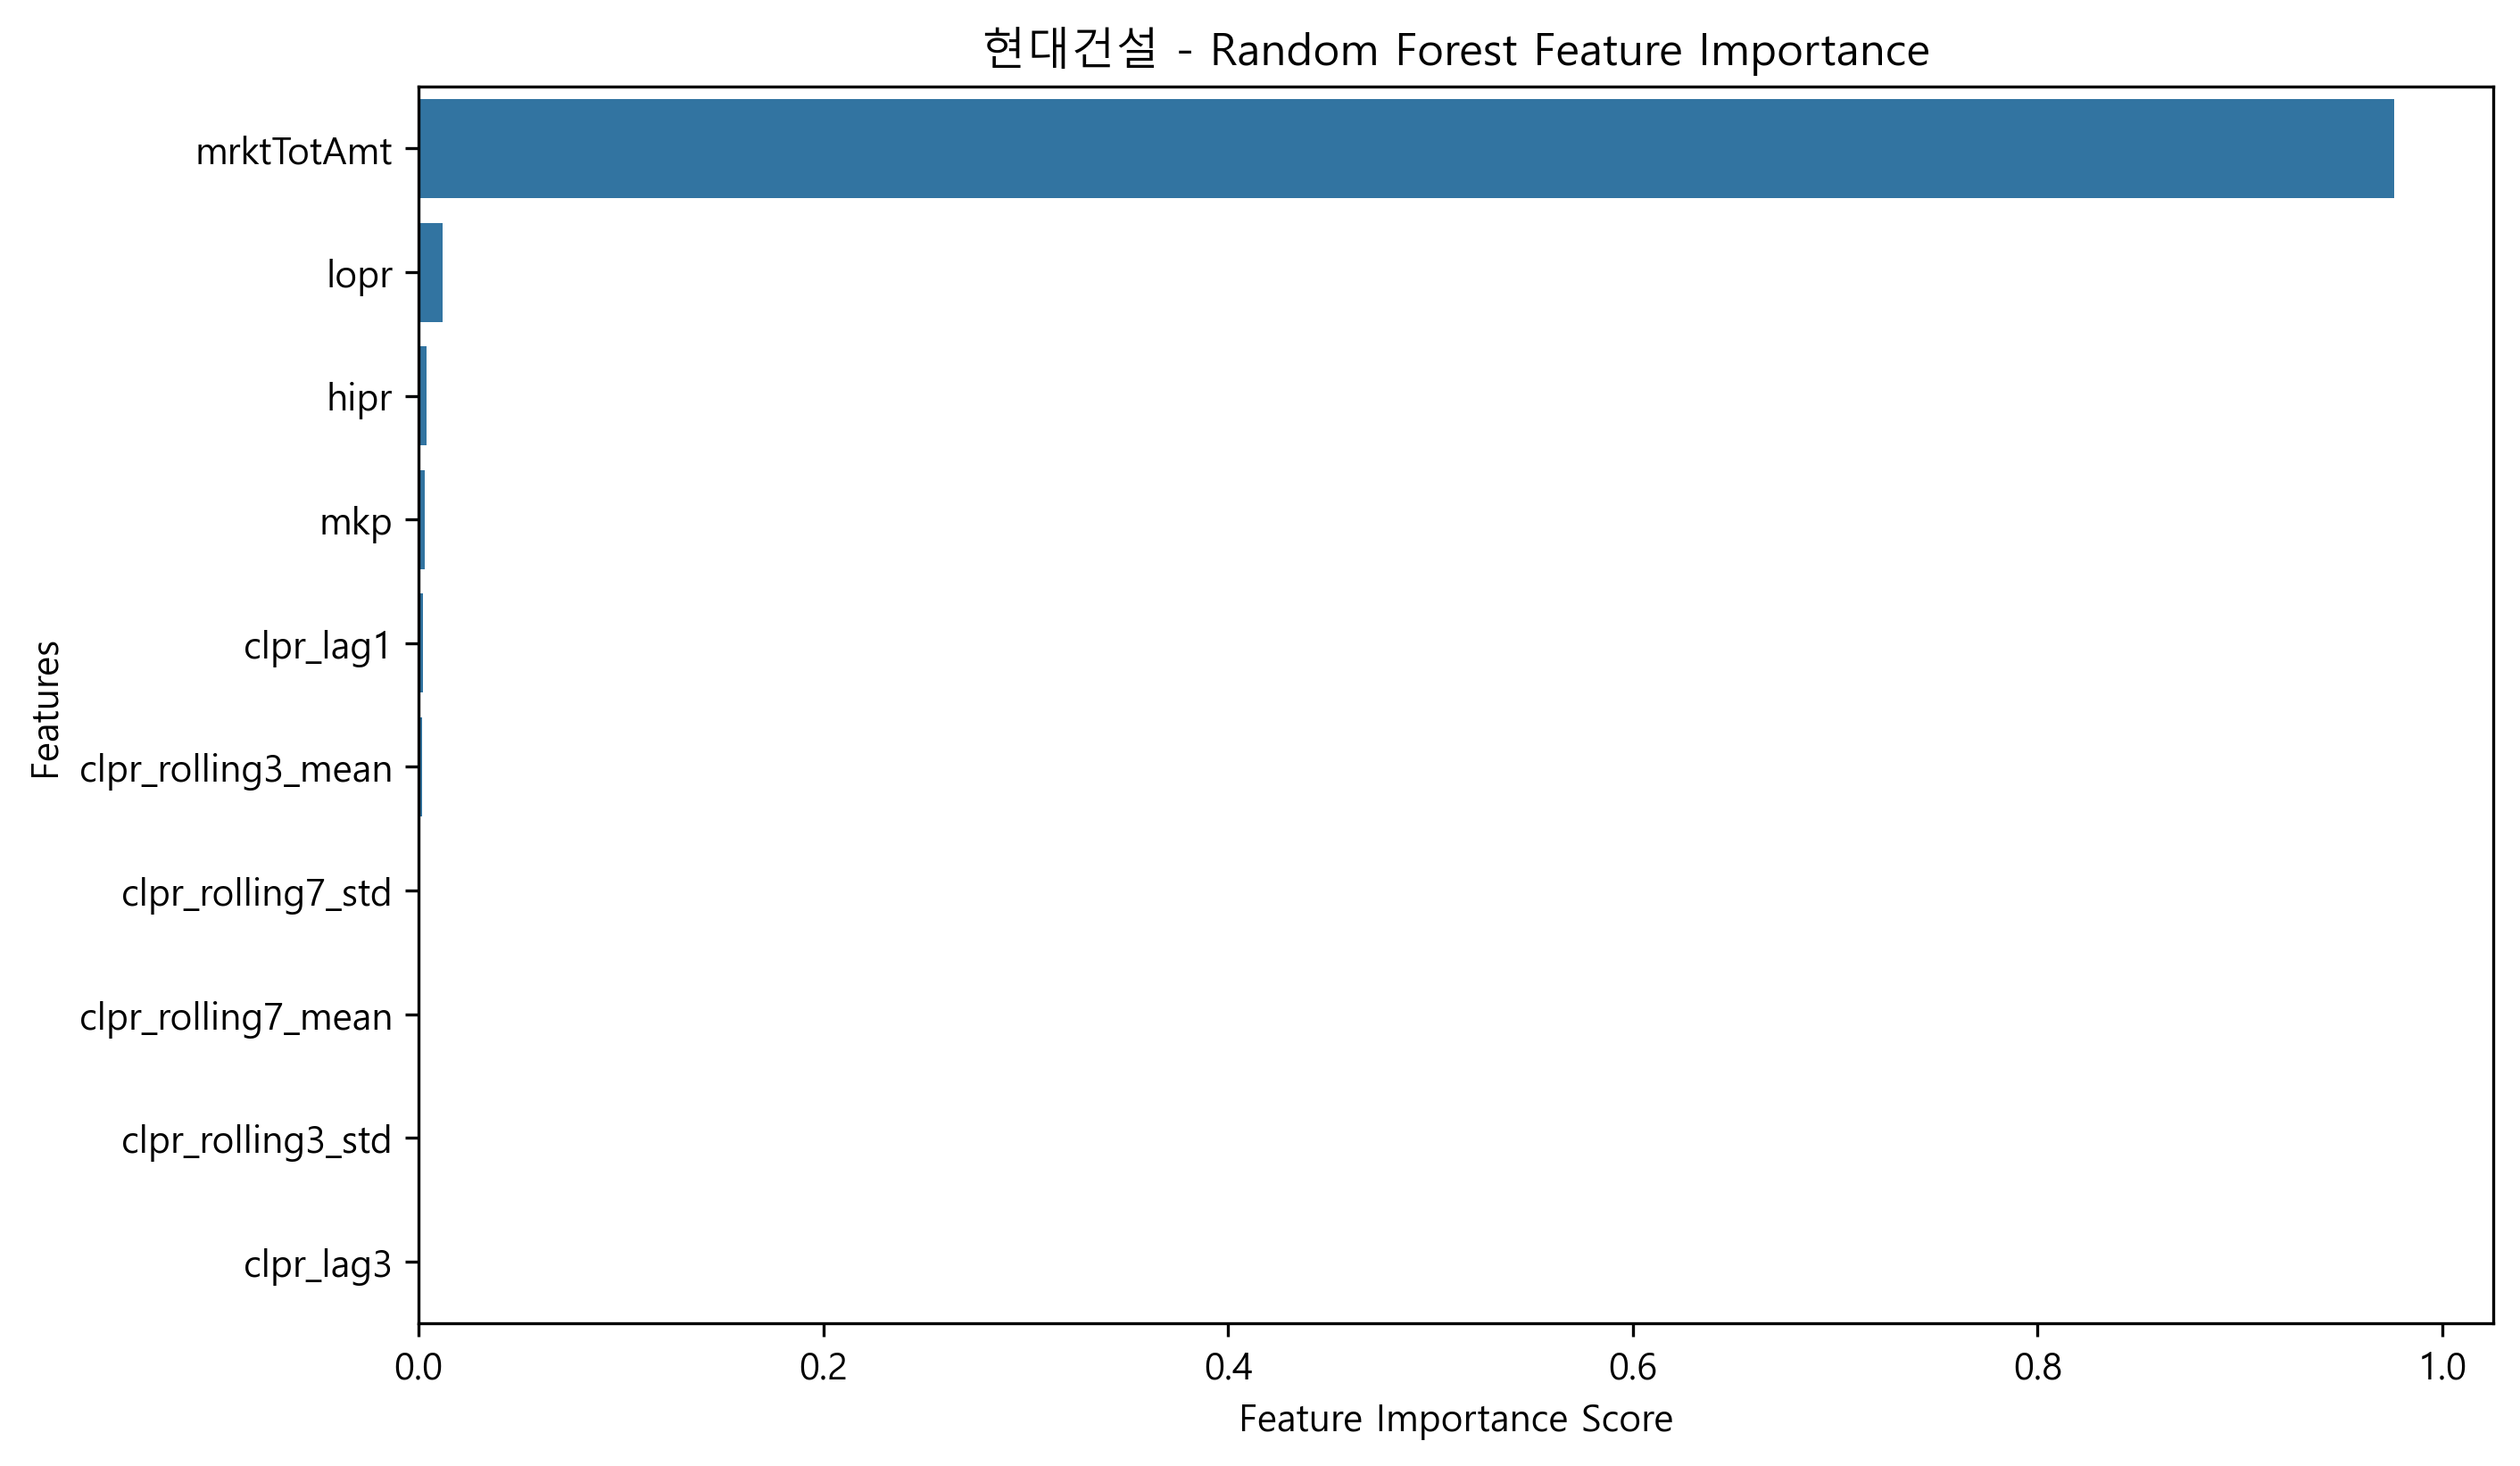 현대건설 - Random Forest Feature Importance
Features
mrktTotAmt
lopr
hipr
mkp
clpr_lag1
clpr_rolling3_mean
clpr_rolling7_std
clpr_rolling7_mean
clpr_rolling3_std
clpr_lag3
0.0 0.2 0.4 0.6 0.8 1.0
Feature Importance Score